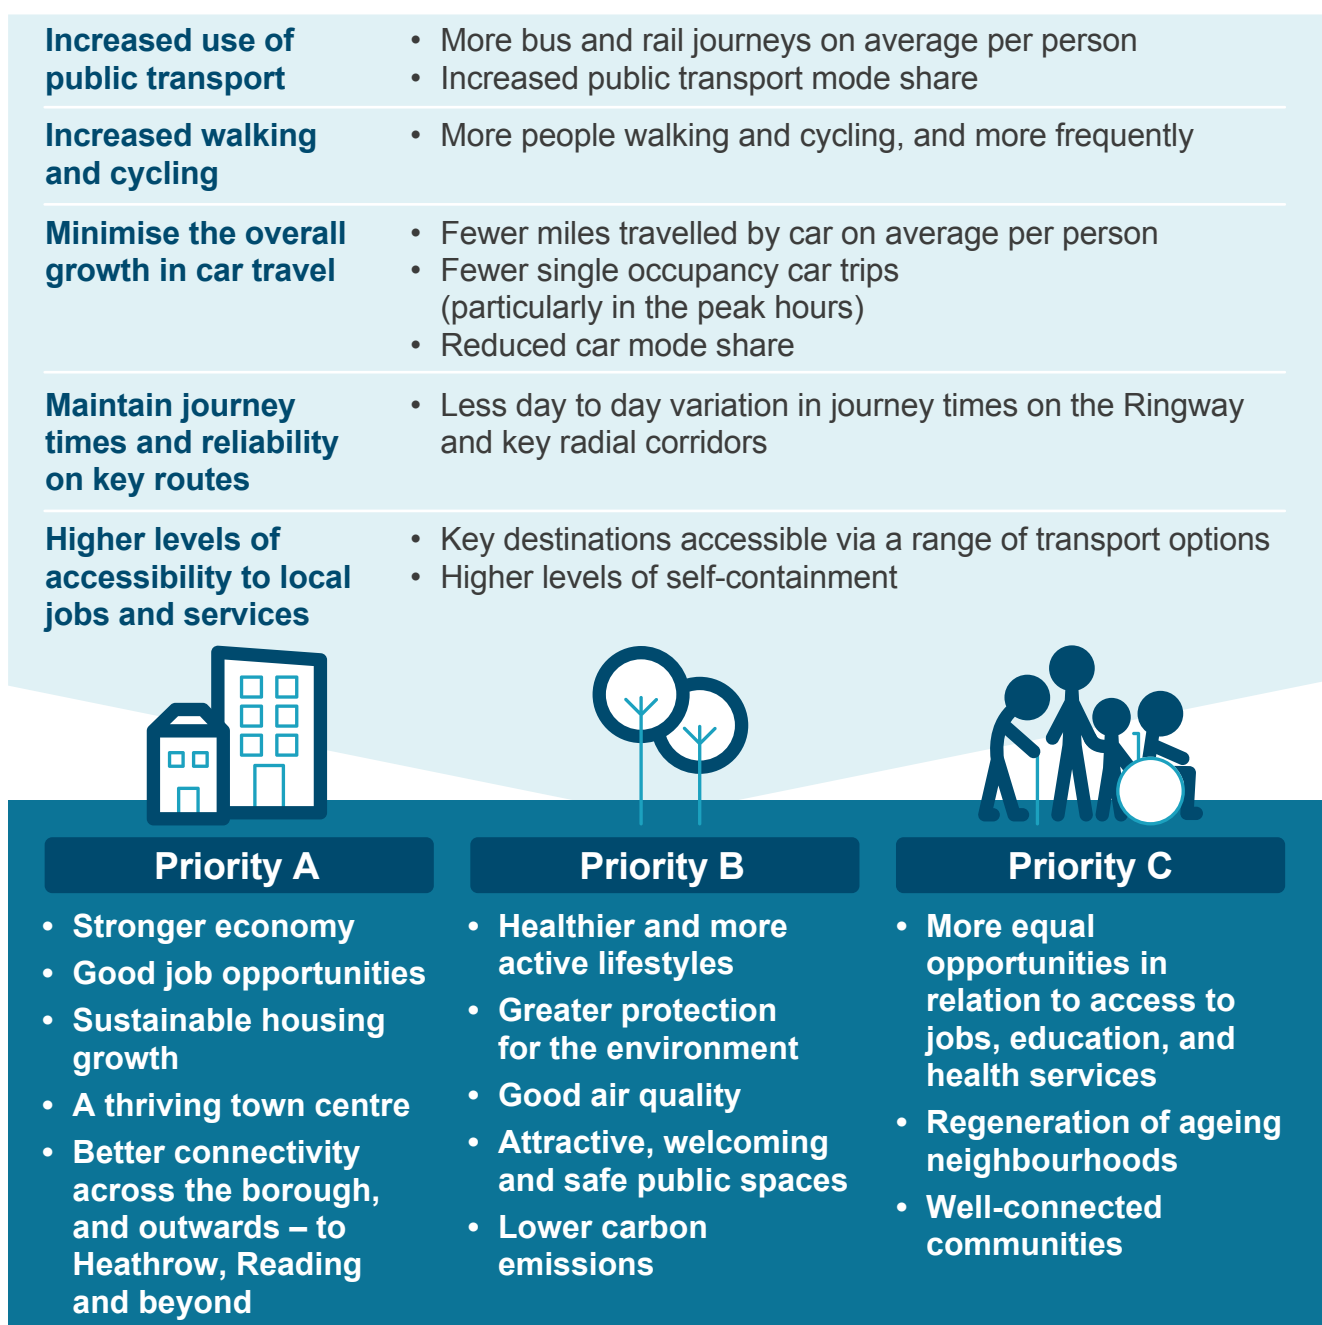 Increased use of
public transport
• More bus and rail journeys on average per person
• Increased public transport mode share
Increased walking
and cycling
• More people walking and cycling, and more frequently
Minimise the overall
growth in car travel
• Fewer miles travelled by car on average per person
• Fewer single occupancy car trips
(particularly in the peak hours)
• Reduced car mode share
Maintain journey
times and reliability
on key routes
• Less day to day variation in journey times on the Ringway
and key radial corridors
Higher levels of
accessibility to local
jobs and services
• Key destinations accessible via a range of transport options
• Higher levels of self-containment
Priority A
• Stronger economy
• Good job opportunities
• Sustainable housing
growth
• A thriving town centre
• Better connectivity
across the borough,
and outwards – to
Heathrow, Reading
and beyond
Priority B
• Healthier and more
active lifestyles
• Greater protection
for the environment
• Good air quality
• Attractive, welcoming
and safe public spaces
• Lower carbon
emissions
Priority C
• More equal
opportunities in
relation to access to
jobs, education, and
health services
• Regeneration of ageing
neighbourhoods
• Well-connected
communities